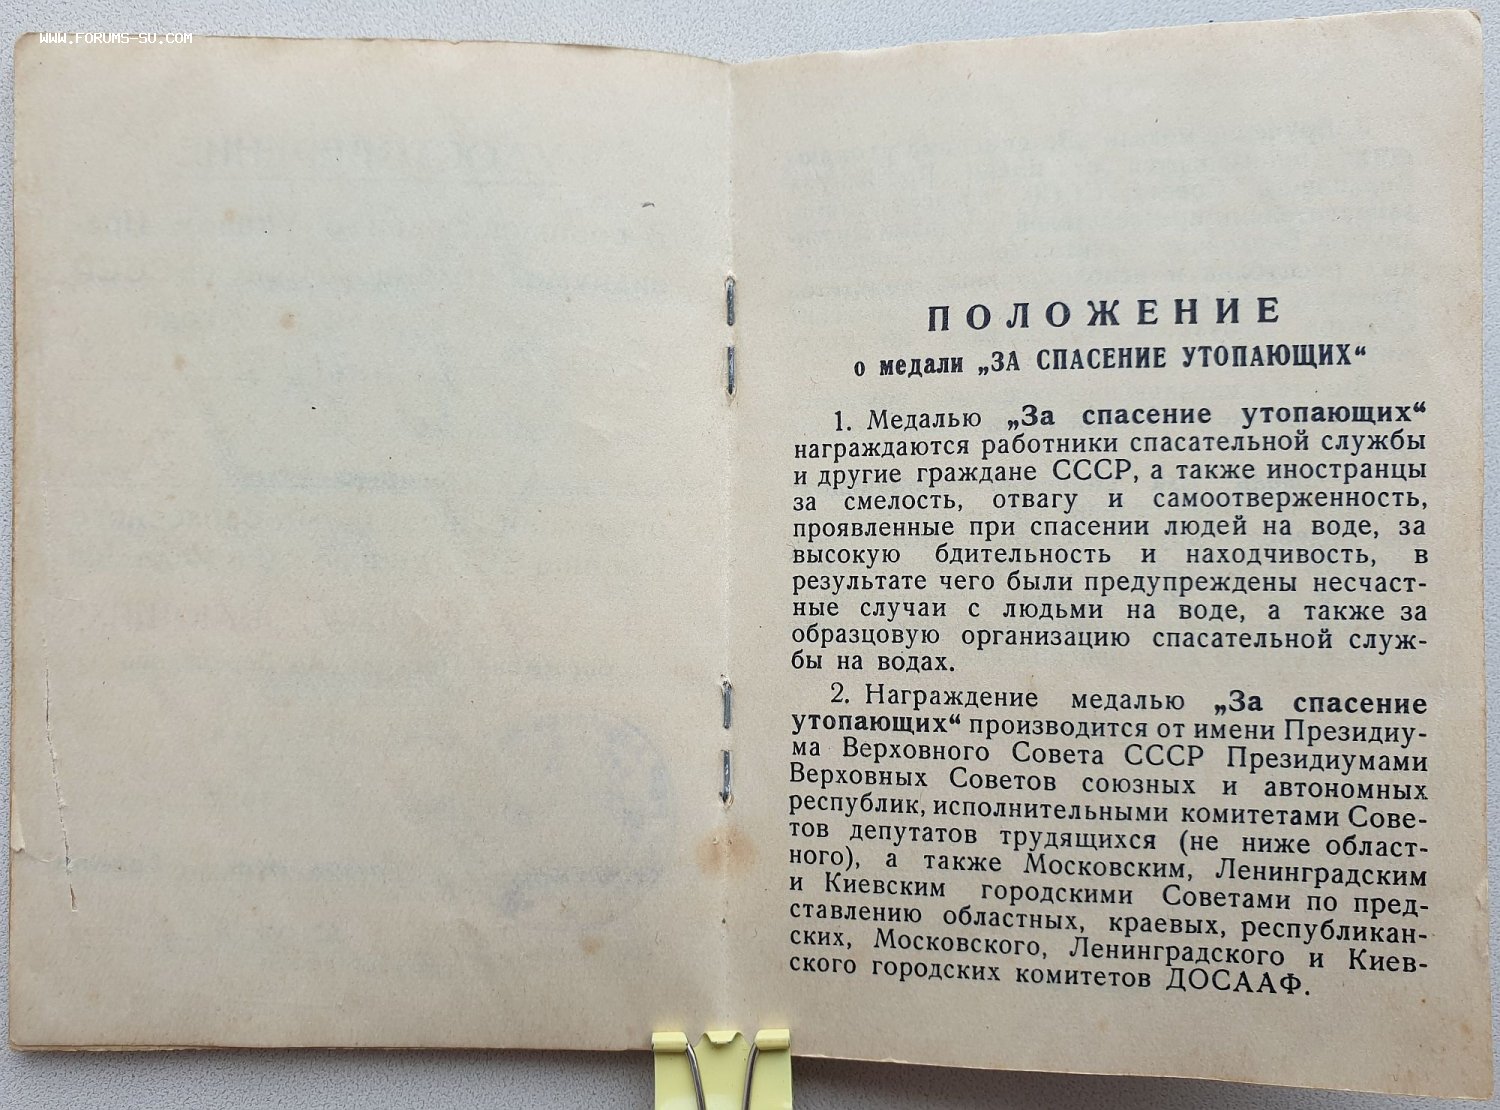 WWW.FORUMS-SU.COM
ПОЛОЖЕНИЕ
о медали „ЗА СПАСЕНИЕ УТОПАЮЩИХ“
1. Медалью „За спасение утопающих“
награждаются работники спасательной службы
и другие граждане СССР, а также иностранцы
за смелость, отвагу и самоотверженность,
проявленные при спасении людей на воде, за
высокую бдительность и находчивость, в
результате чего были предупреждены несчаст-
ные случаи с людьми на воде, а также за
образцовую организацию спасательной служ-
бы на водах.
2. Награждение медалью „За спасение
утопающих“ производится от имени Президиу-
ма Верховного Совета СССР Президиумами
Верховных Советов союзных и автономных
республик, исполнительными комитетами Сове-
тов депутатов трудящихся (не ниже област-
ного), а также Московским, Ленинградским
и Киевским городскими Советами по пред-
ставлению областных, краевых, республикан-
ских, Московского, Ленинградского и Киев-
ского городских комитетов ДОСААФ.